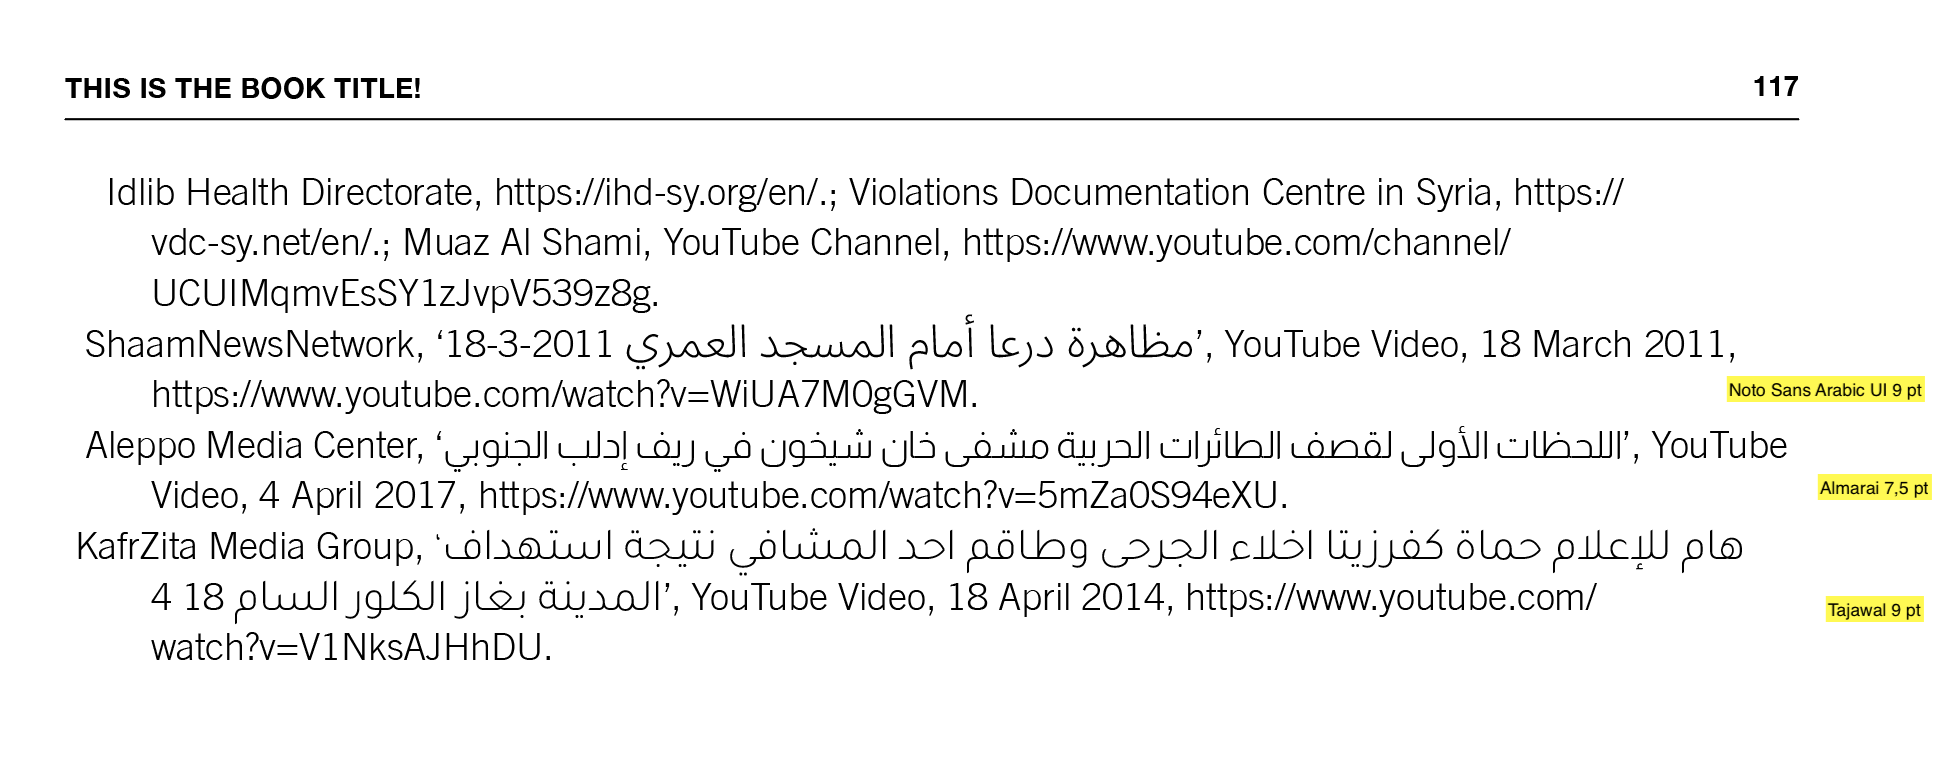 THIS IS THE BOOK TITLE! 117
Idlib Health Directorate, https://ihd-sy.org/en/.; Violations Documentation Centre in Syria, https://
vdc-sy.net/en/.; Muaz Al Shami, YouTube Channel, https://www.youtube.com/channel/
UCUIMqmvEsSY1zJvpV539z8g.
ShaamNewsNetwork, ‘مظاهرة درعا أمام المسجد العمري 18-3-2011’, YouTube Video, 18 March 2011,
https://www.youtube.com/watch?v=WiUA7M0gGVM.
Noto Sans Arabic UI 9 pt
Aleppo Media Center, ‘اللحظات الأولى لقصف الطائرات الحربية مشفى خان شيخون في ريف إدلب الجنوبي’, YouTube
Video, 4 April 2017, https://www.youtube.com/watch?v=5mZa0S94eXU.
Almarai 7,5 pt
KafrZita Media Group, ‘هام للإعلام حماة كفرزيتا اخلاء الجرحى وطاقم احد المشافي نتيجة استهداف
المدينة بغاز الكلور السام 18 4’, YouTube Video, 18 April 2014, https://www.youtube.com/
Tajawal 9 pt
watch?v=V1NksAJHhDU.